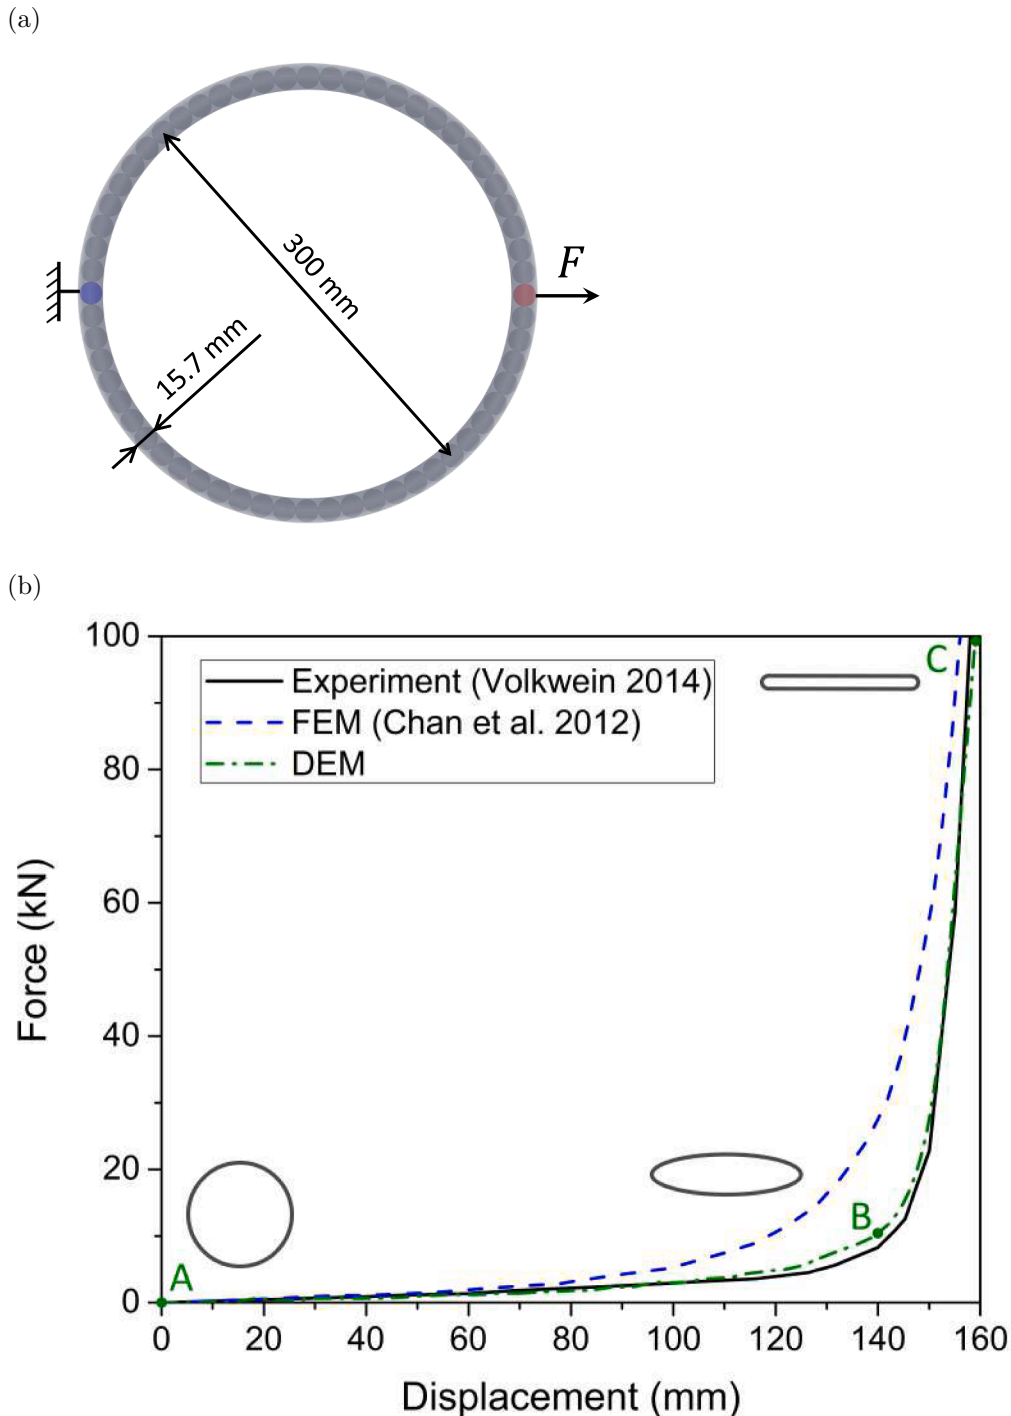 (a)
300 mm
F
15.7 mm
(b)
100
80
60
40
20
0
Force (kN)
Experiment (Volkwein 2014)
FEM (Chan et al. 2012)
DEM
C
B
A
0 20 40 60 80 100 120 140 160
Displacement (mm)